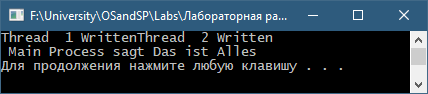 F:\University\OSandSP\Labs\Лабораторная ра...
Thread  1 WrittenThread  2 Written
 Main Process sagt Das ist Alles
Для продолжения нажмите любую клавишу . . .